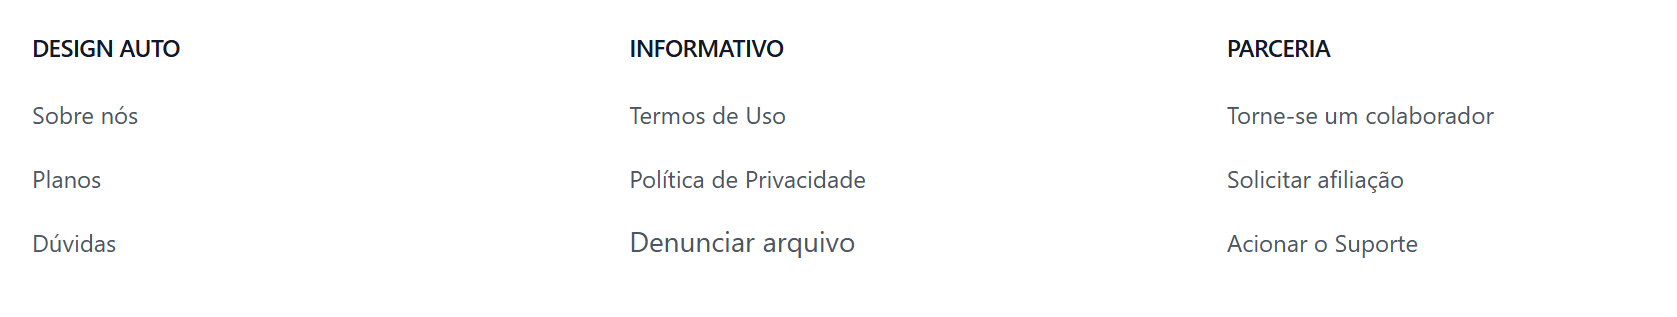 DESIGN AUTO
Sobre nós
Planos
Dúvidas
INFORMATIVO
Termos de Uso
Política de Privacidade
Denunciar arquivo
PARCERIA
Torne-se um colaborador
Solicitar afiliação
Acionar o Suporte